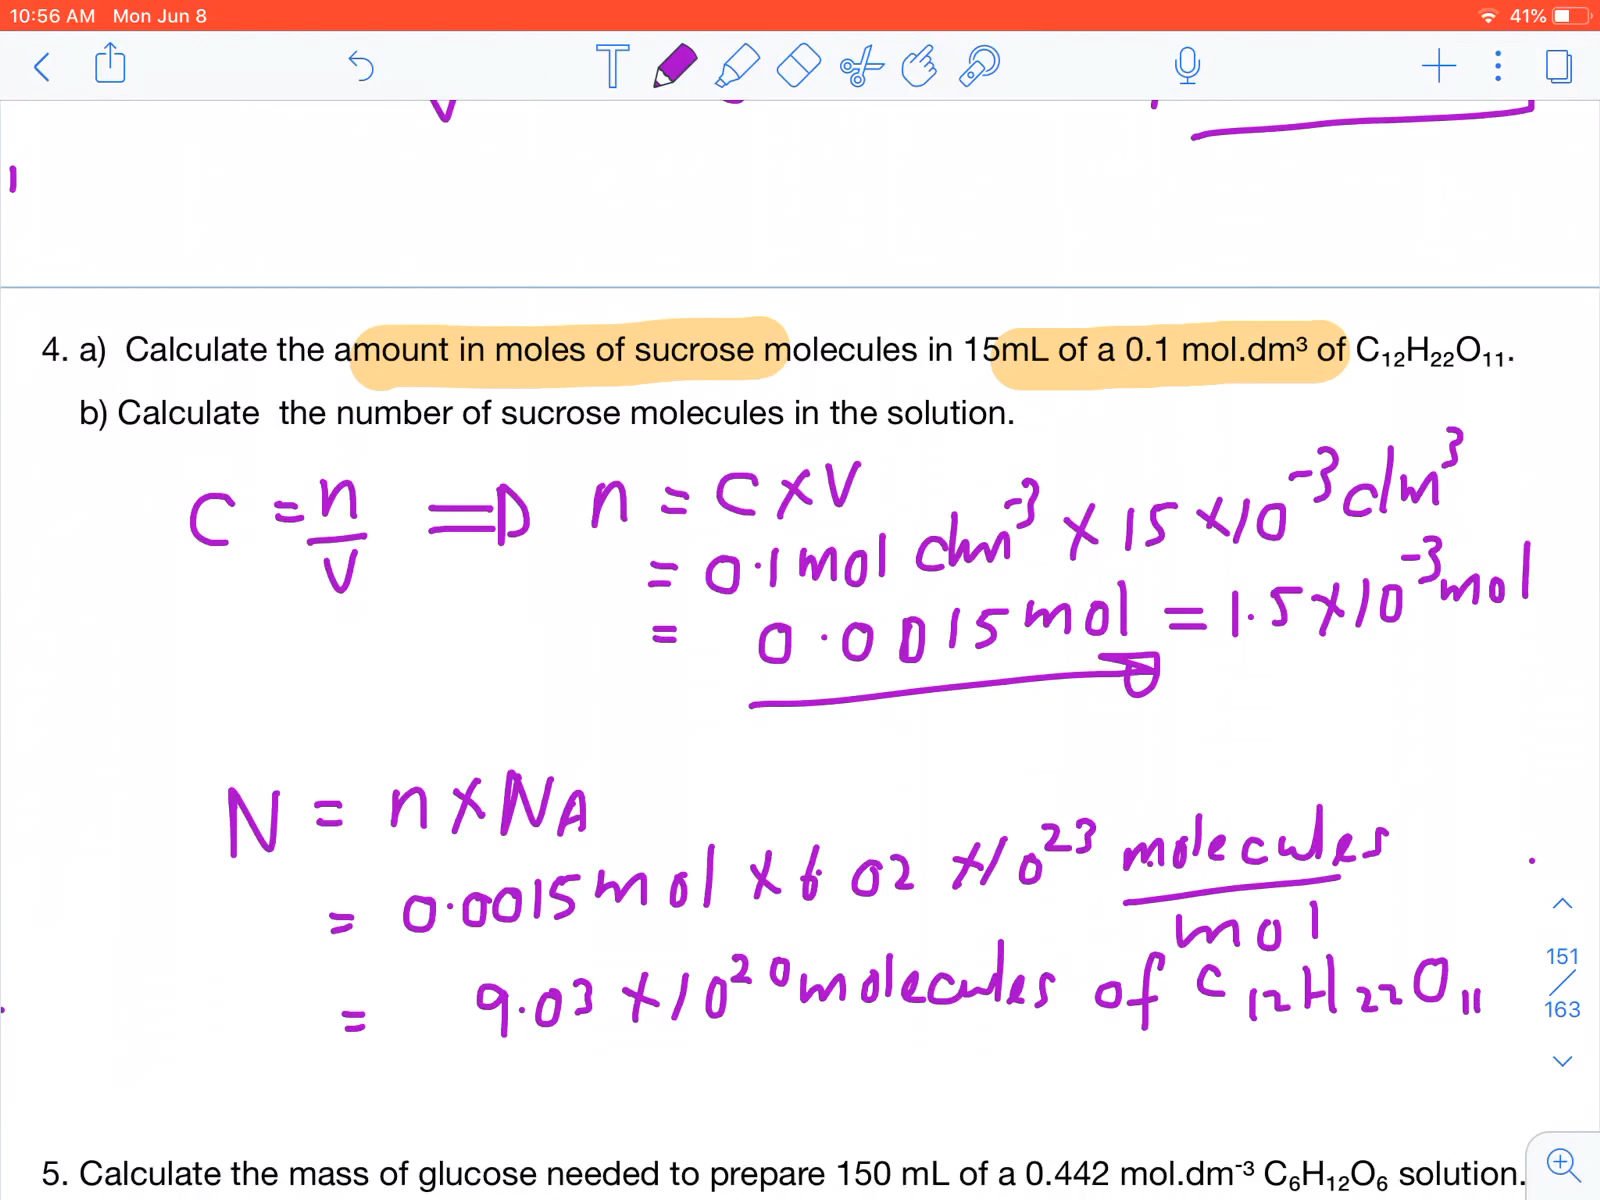 10:56 AM Mon Jun 8
41%
4. a) Calculate the amount in moles of sucrose molecules in 15mL of a 0.1 mol.dm³ of C₁₂H₂₂O₁₁.
b) Calculate the number of sucrose molecules in the solution.
C = n/V ⇒ n = C × V
= 0.1 mol dm⁻³ × 15 × 10⁻³ dm³
= 0.0015 mol = 1.5 × 10⁻³ mol
N = n × NA
= 0.0015 mol × 6 02 × 10²³ molecules/mol
= 9.03 × 10²⁰ molecules of C₁₂H₂₂O₁₁
151
163
5. Calculate the mass of glucose needed to prepare 150 mL of a 0.442 mol.dm⁻³ C₆H₁₂O₆ solution.